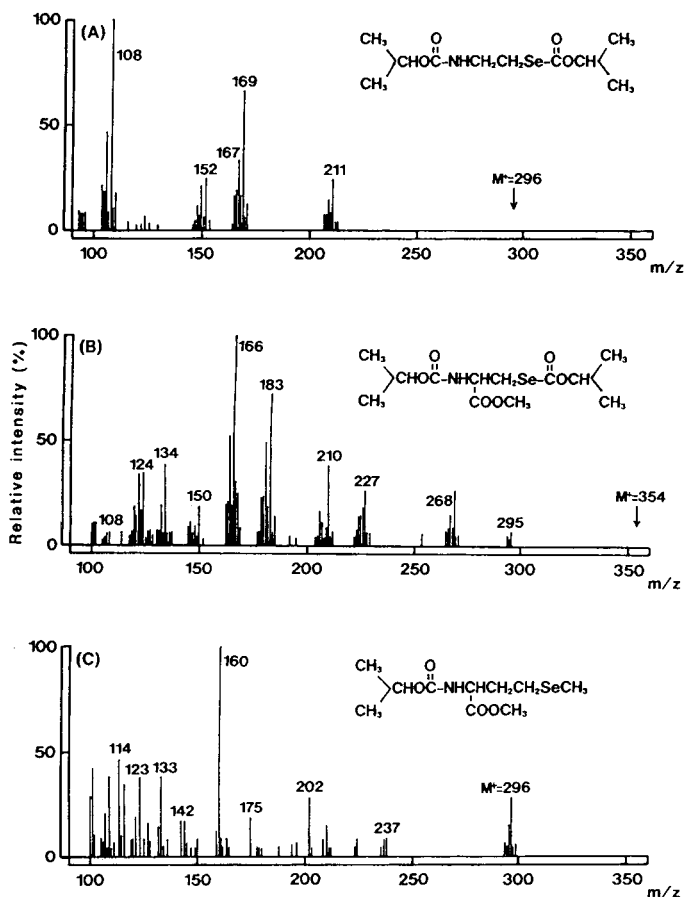 (A)
100
50
0
108
152
167
169
211
M⁺=296
100
150
200
250
300
350
m/z
CH₃
CH₃
CHOC-NHCH₂CH₂Se-COCH
O
O
CH₃
CH₃
Relative intensity (%)
(B)
100
50
0
108
124
134
150
166
183
210
227
268
295
M⁺=354
100
150
200
250
300
350
m/z
CH₃
CH₃
CHOC-NHCHCH₂Se-COCH
O
O
COOCH₃
CH₃
CH₃
(C)
100
50
0
114
123
133
142
160
175
202
237
M⁺=296
100
150
200
250
300
350
m/z
CH₃
CH₃
O
CHOC-NHCHCH₂CH₂SeCH₃
COOCH₃